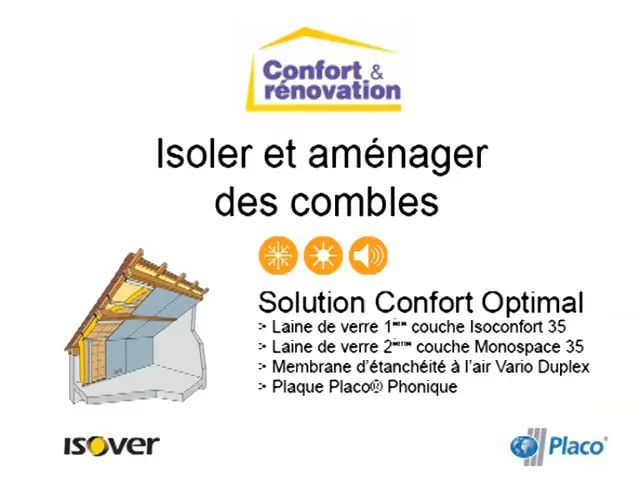 Confort &
rénovation
Isoler et aménager
des combles
Solution Confort Optimal
> Laine de verre 1ère couche Isoconfort 35
> Laine de verre 2ème couche Monospace 35
> Membrane d'étanchéité à l'air Vario Duplex
> Plaque Placo® Phonique
isover
Placo®